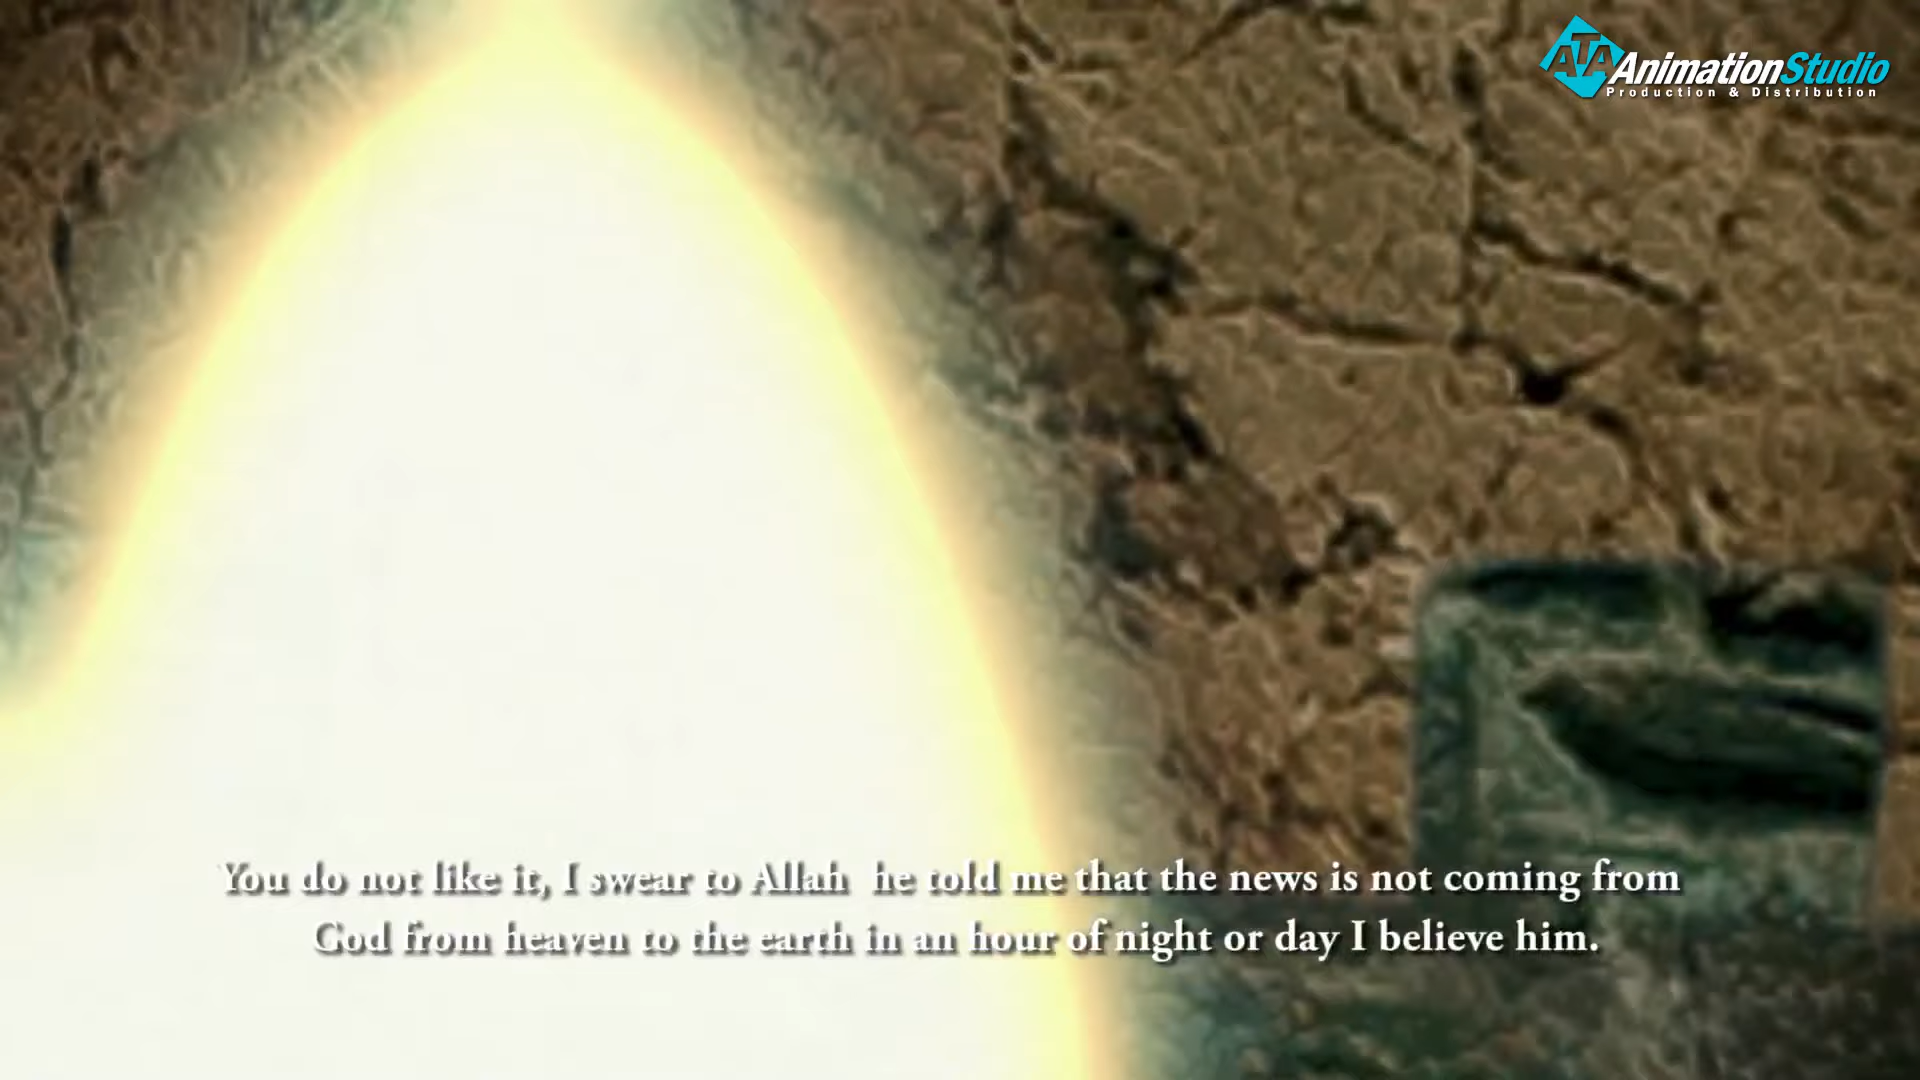 ATA AnimationStudio
Production & Distribution
You do not like it, I swear to Allah he told me that the news is not coming from
God from heaven to the earth in an hour of night or day I believe him.